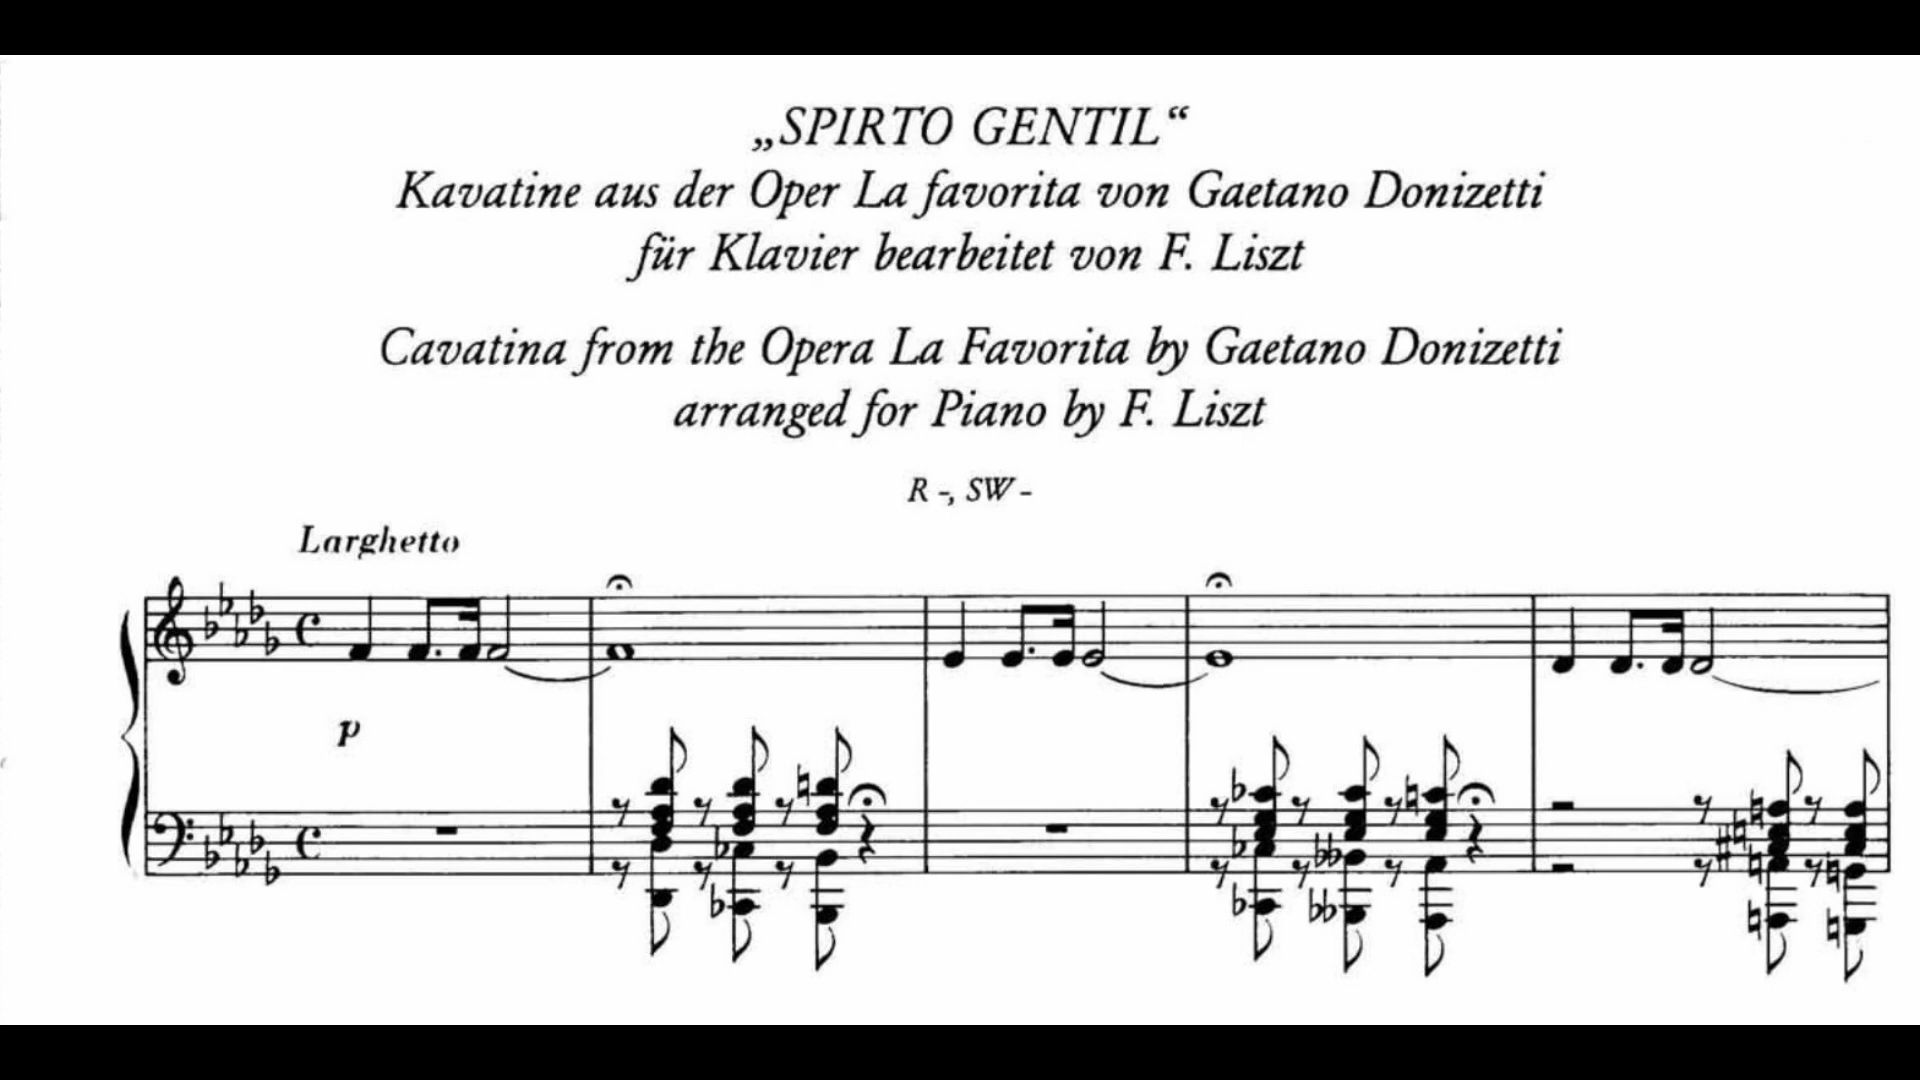 „SPIRTO GENTIL“
Kavatine aus der Oper La favorita von Gaetano Donizetti
für Klavier bearbeitet von F. Liszt
Cavatina from the Opera La Favorita by Gaetano Donizetti
arranged for Piano by F. Liszt
R -, SW -
Larghetto
p